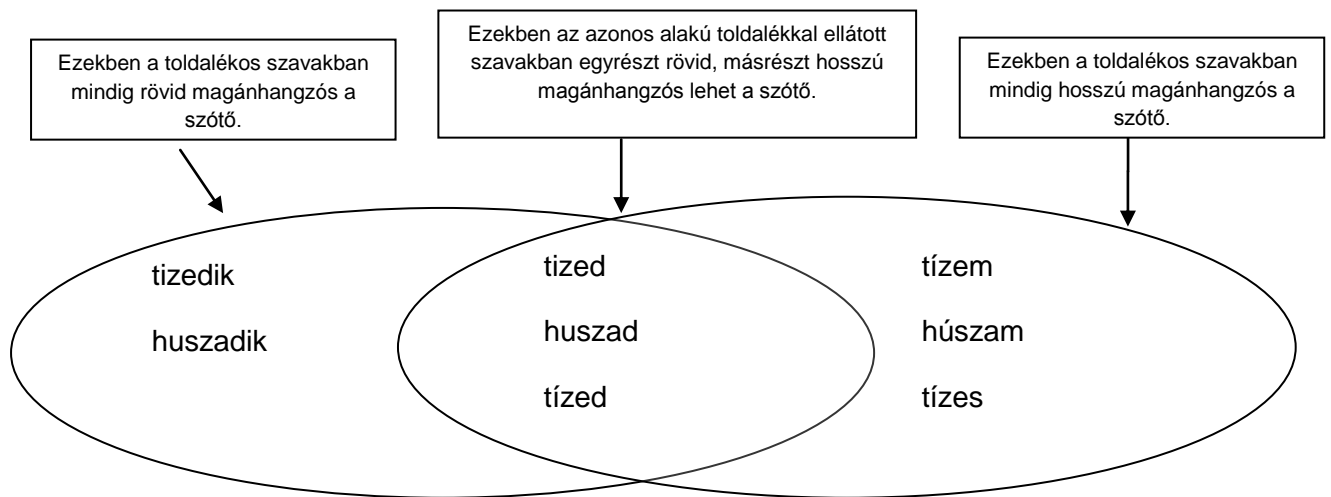 Ezekben a toldalékos szavakban
mindig rövid magánhangzós a
szótő.
Ezekben az azonos alakú toldalékkal ellátott
szavakban egyrészt rövid, másrészt hosszú
magánhangzós lehet a szótő.
Ezekben a toldalékos szavakban
mindig hosszú magánhangzós a
szótő.
tizedik
huszadik
tized
huszad
tízed
tízem
húszam
tízes